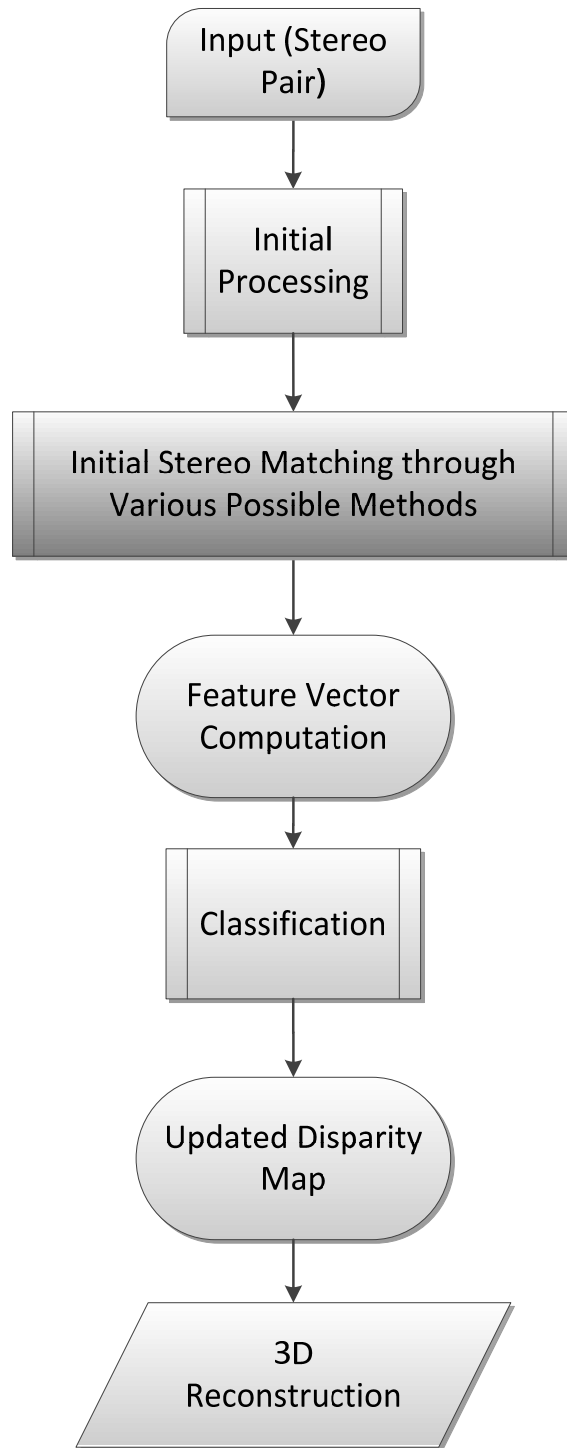 Input (Stereo
Pair)
Initial
Processing
Initial Stereo Matching through
Various Possible Methods
Feature Vector
Computation
Classification
Updated Disparity
Map
3D
Reconstruction